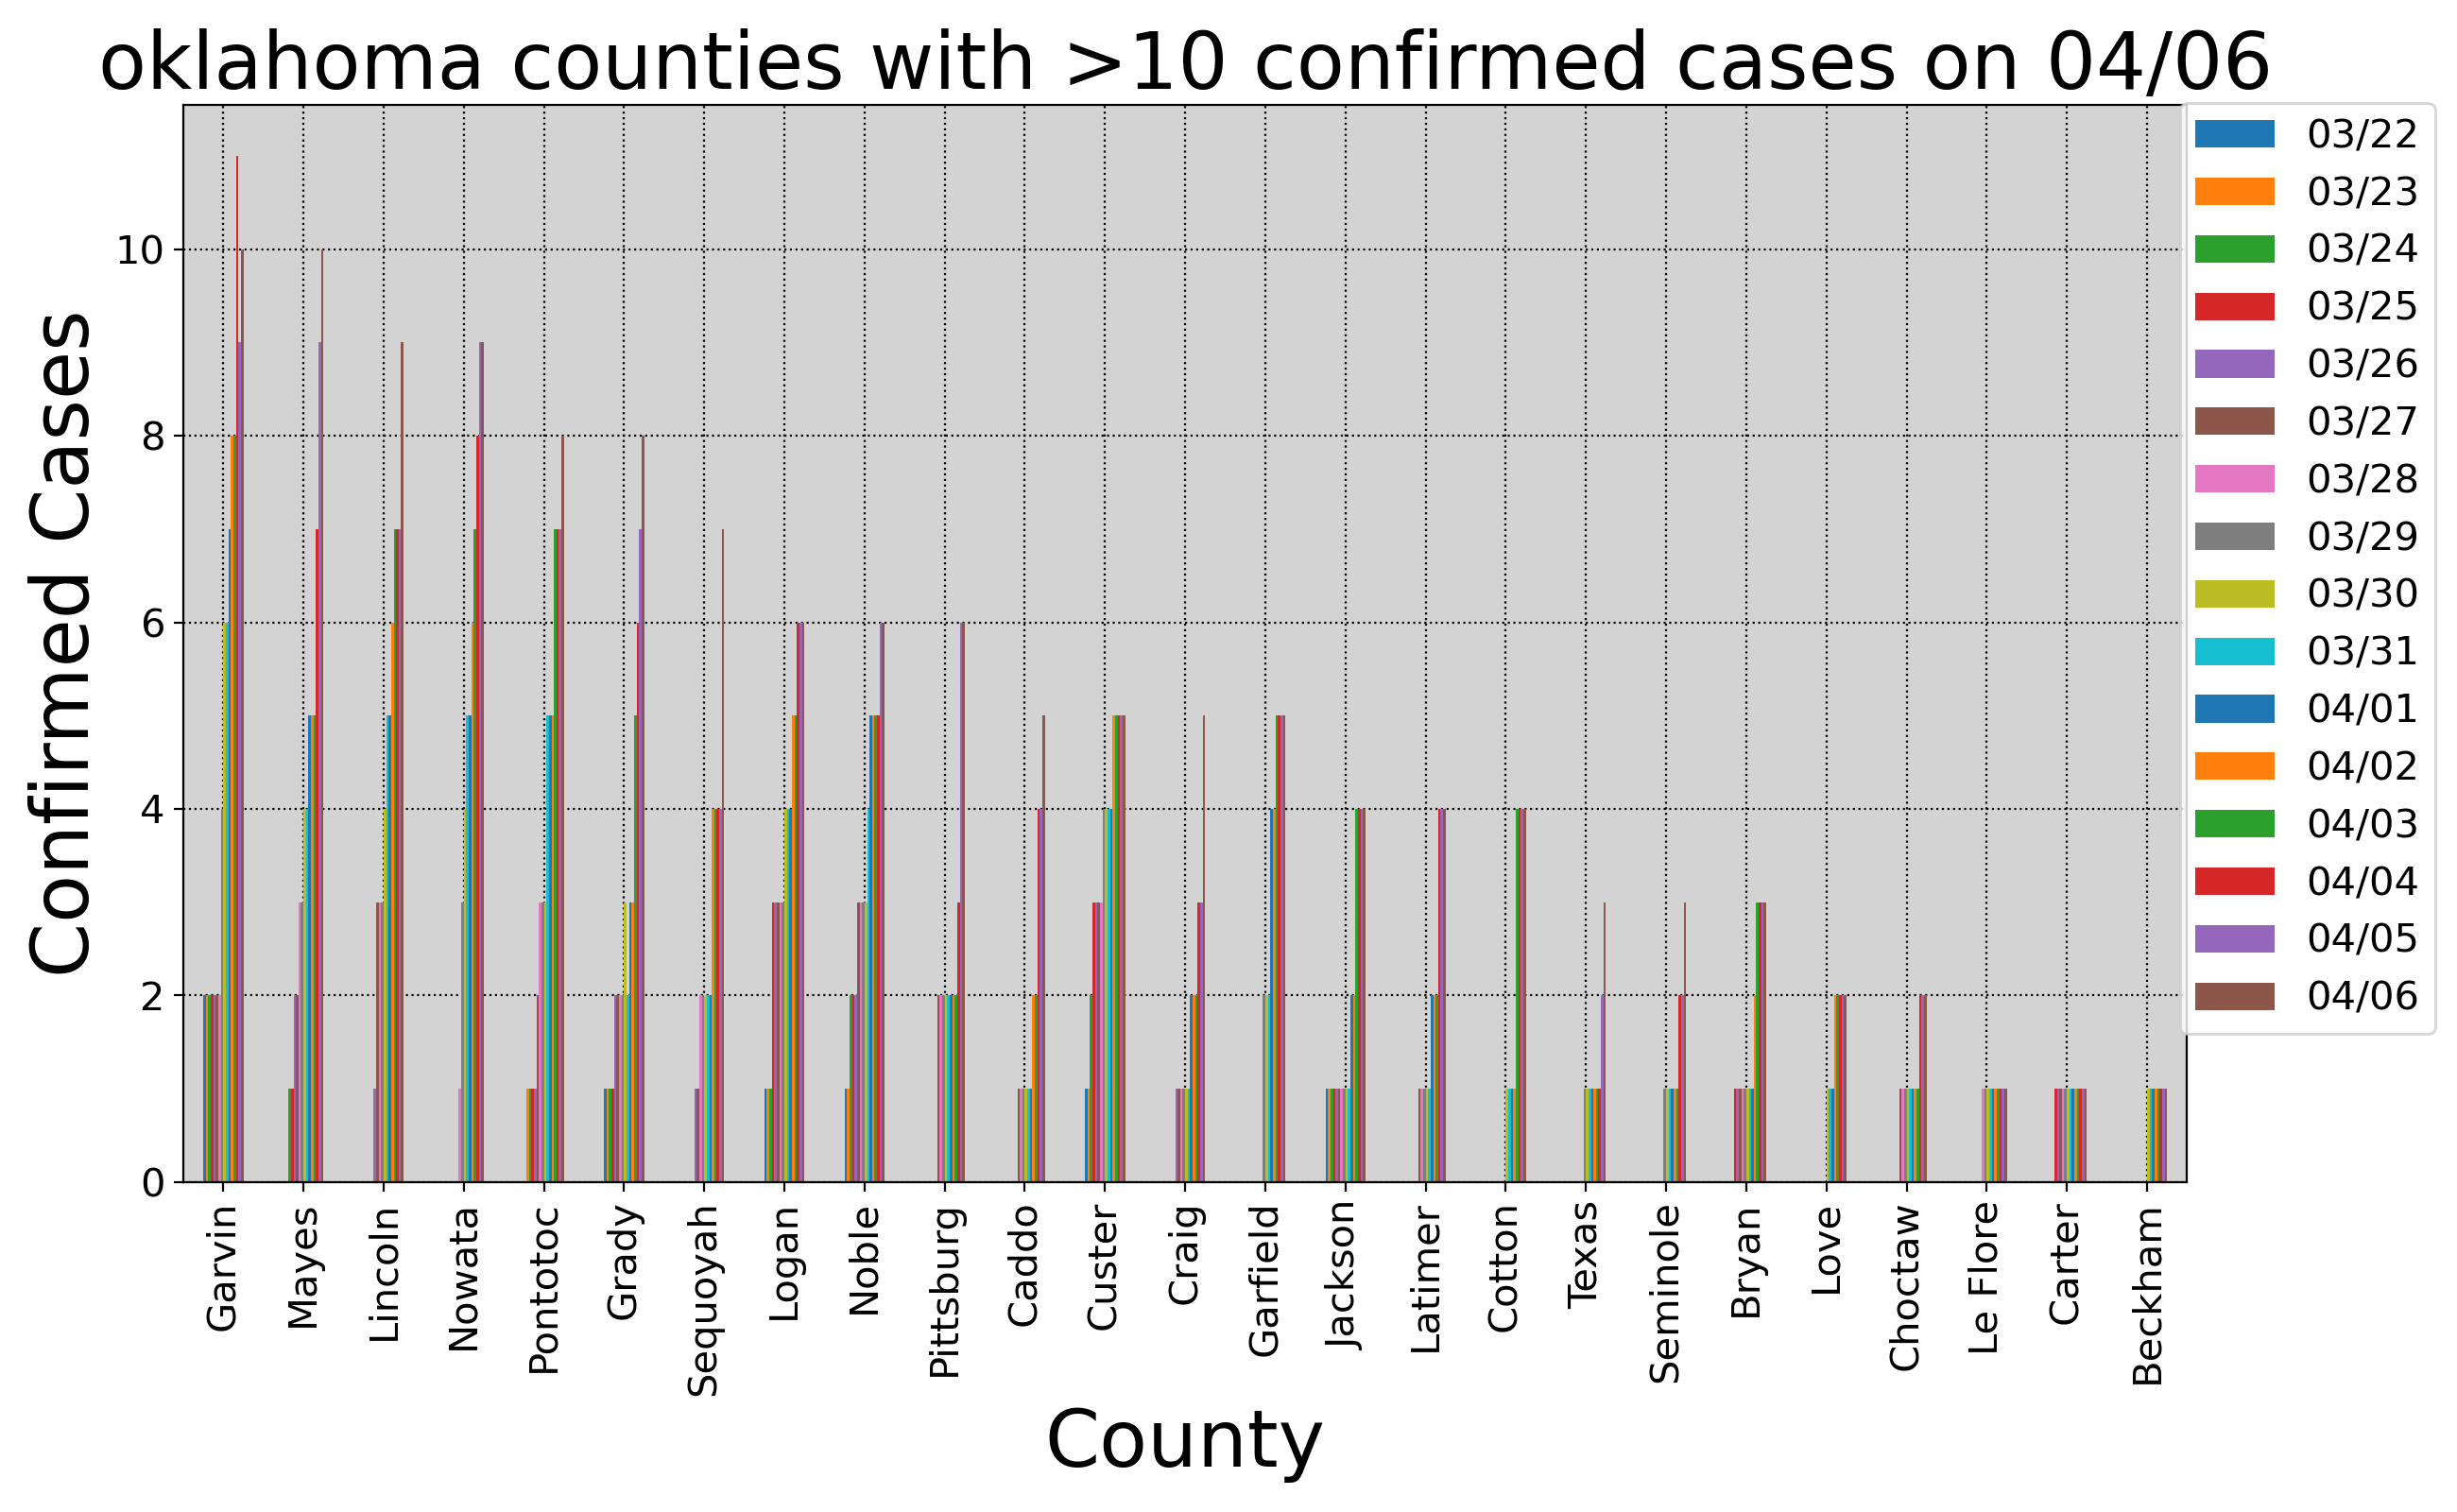 oklahoma counties with >10 confirmed cases on 04/06
Confirmed Cases
10
8
6
4
2
0
03/22
03/23
03/24
03/25
03/26
03/27
03/28
03/29
03/30
03/31
04/01
04/02
04/03
04/04
04/05
04/06
Garvin
Mayes
Lincoln
Nowata
Pontotoc
Grady
Sequoyah
Logan
Noble
Pittsburg
Caddo
Custer
Craig
Garfield
Jackson
Latimer
Cotton
Texas
Seminole
Bryan
Love
Choctaw
Le Flore
Carter
Beckham
County